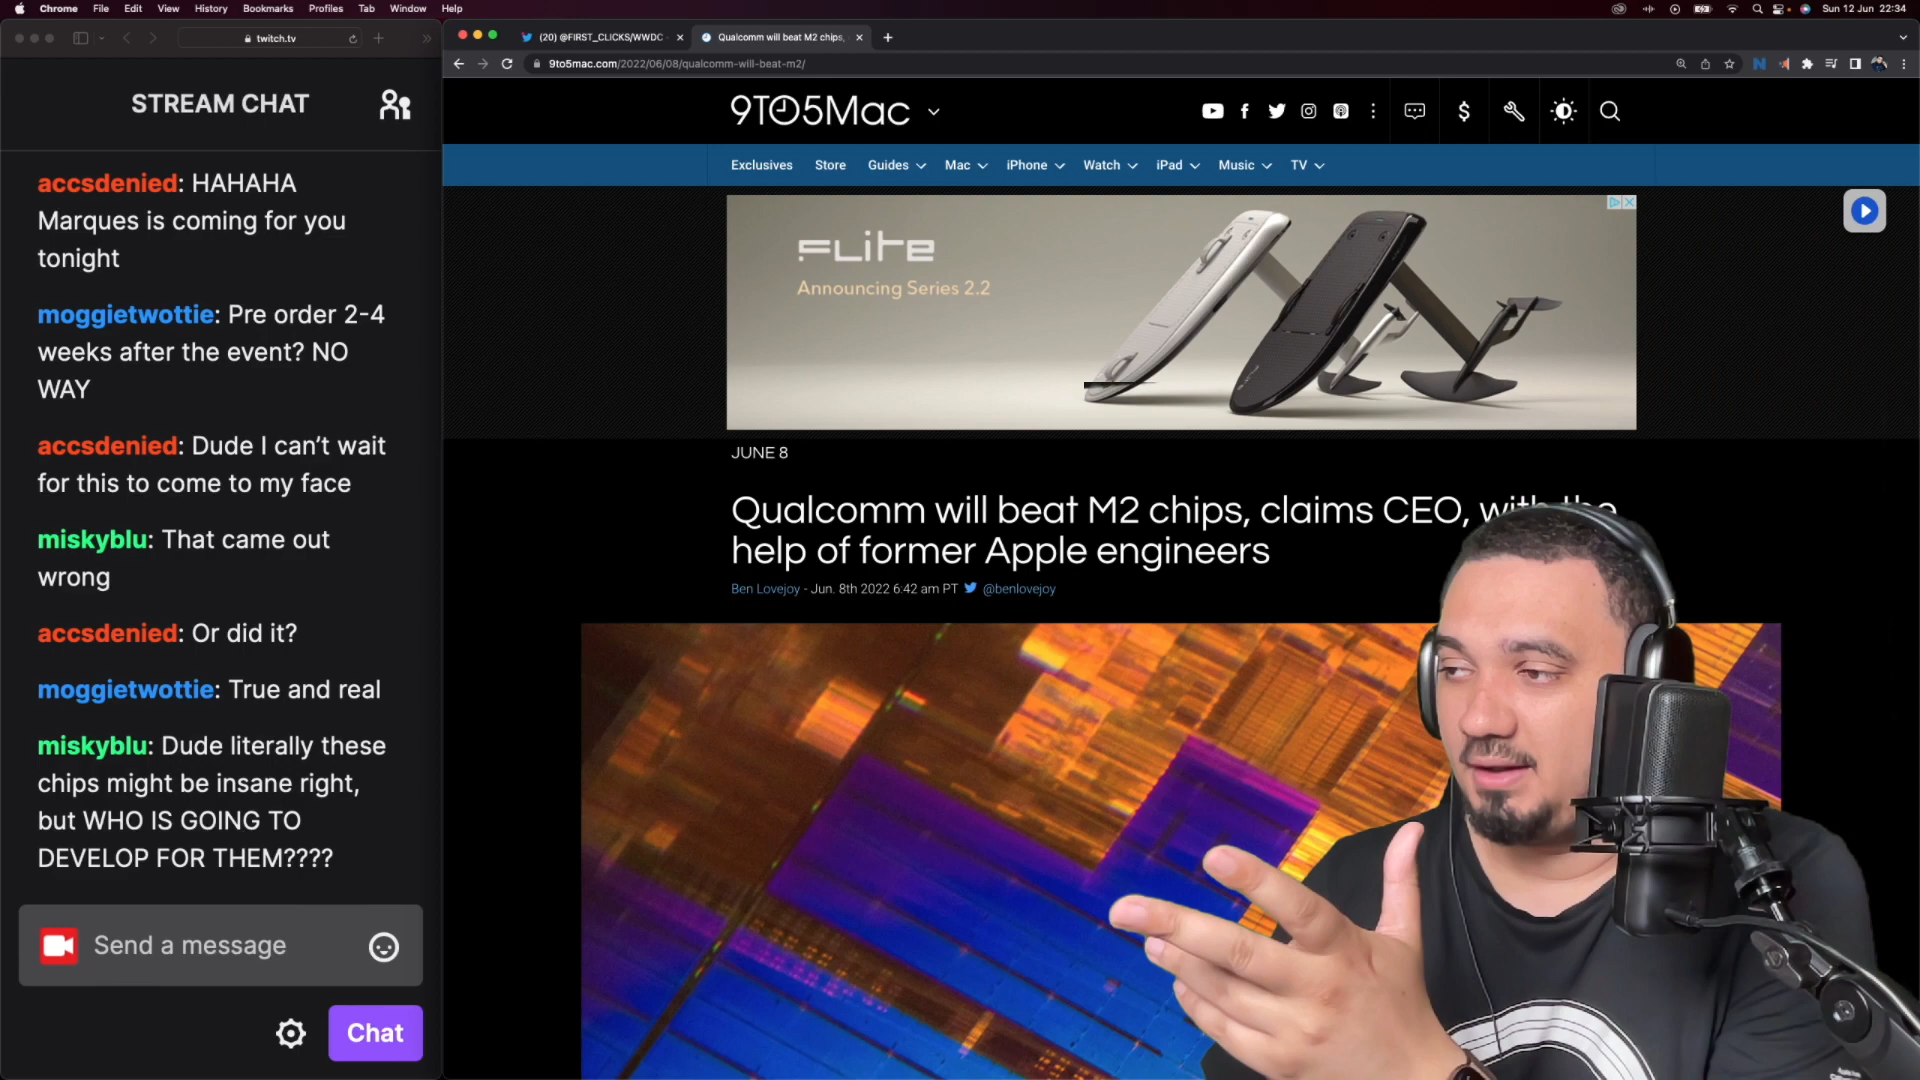 Chrome File Edit View History Bookmarks Profiles Tab Window Help
Sun 12 Jun 22:34
twitch.tv
(20) @FIRST_CLICKS/WWDC
Qualcomm will beat M2 chips,
9to5mac.com/2022/06/08/qualcomm-will-beat-m2/
STREAM CHAT
accsdenied: HAHAHA
Marques is coming for you
tonight
moggietwottie: Pre order 2-4
weeks after the event? NO
WAY
accsdenied: Dude I can’t wait
for this to come to my face
miskyblu: That came out
wrong
accsdenied: Or did it?
moggietwottie: True and real
miskyblu: Dude literally these
chips might be insane right,
but WHO IS GOING TO
DEVELOP FOR THEM????
Send a message
Chat
9TO5Mac
Exclusives Store Guides Mac iPhone Watch iPad Music TV
FLITE
Announcing Series 2.2
JUNE 8
Qualcomm will beat M2 chips, claims CEO, with the
help of former Apple engineers
Ben Lovejoy - Jun. 8th 2022 6:42 am PT @benlovejoy